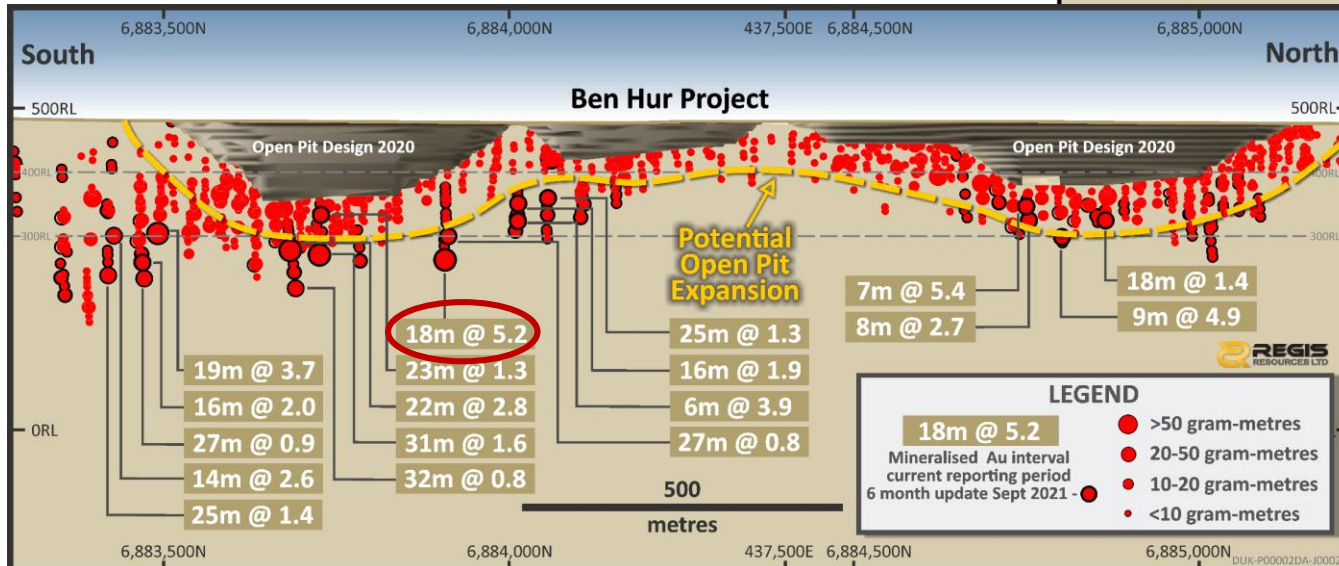 6,883,500N 6,884,000N 437,500E 6,884,500N 6,885,000N
South North
Ben Hur Project
500RL 500RL
Open Pit Design 2020 Open Pit Design 2020
400RL 400RL
300RL 300RL
Potential
Open Pit
Expansion
18m @ 5.2
23m @ 1.3
22m @ 2.8
31m @ 1.6
32m @ 0.8
19m @ 3.7
16m @ 2.0
27m @ 0.9
14m @ 2.6
25m @ 1.4
25m @ 1.3
16m @ 1.9
6m @ 3.9
27m @ 0.8
7m @ 5.4
8m @ 2.7
18m @ 1.4
9m @ 4.9
REGIS
RESOURCES LTD
0RL
500
metres
LEGEND
18m @ 5.2
Mineralised Au interval
current reporting period
6 month update Sept 2021 -
>50 gram-metres
20-50 gram-metres
10-20 gram-metres
<10 gram-metres
6,883,500N 6,884,000N 437,500E 6,884,500N 6,885,000N